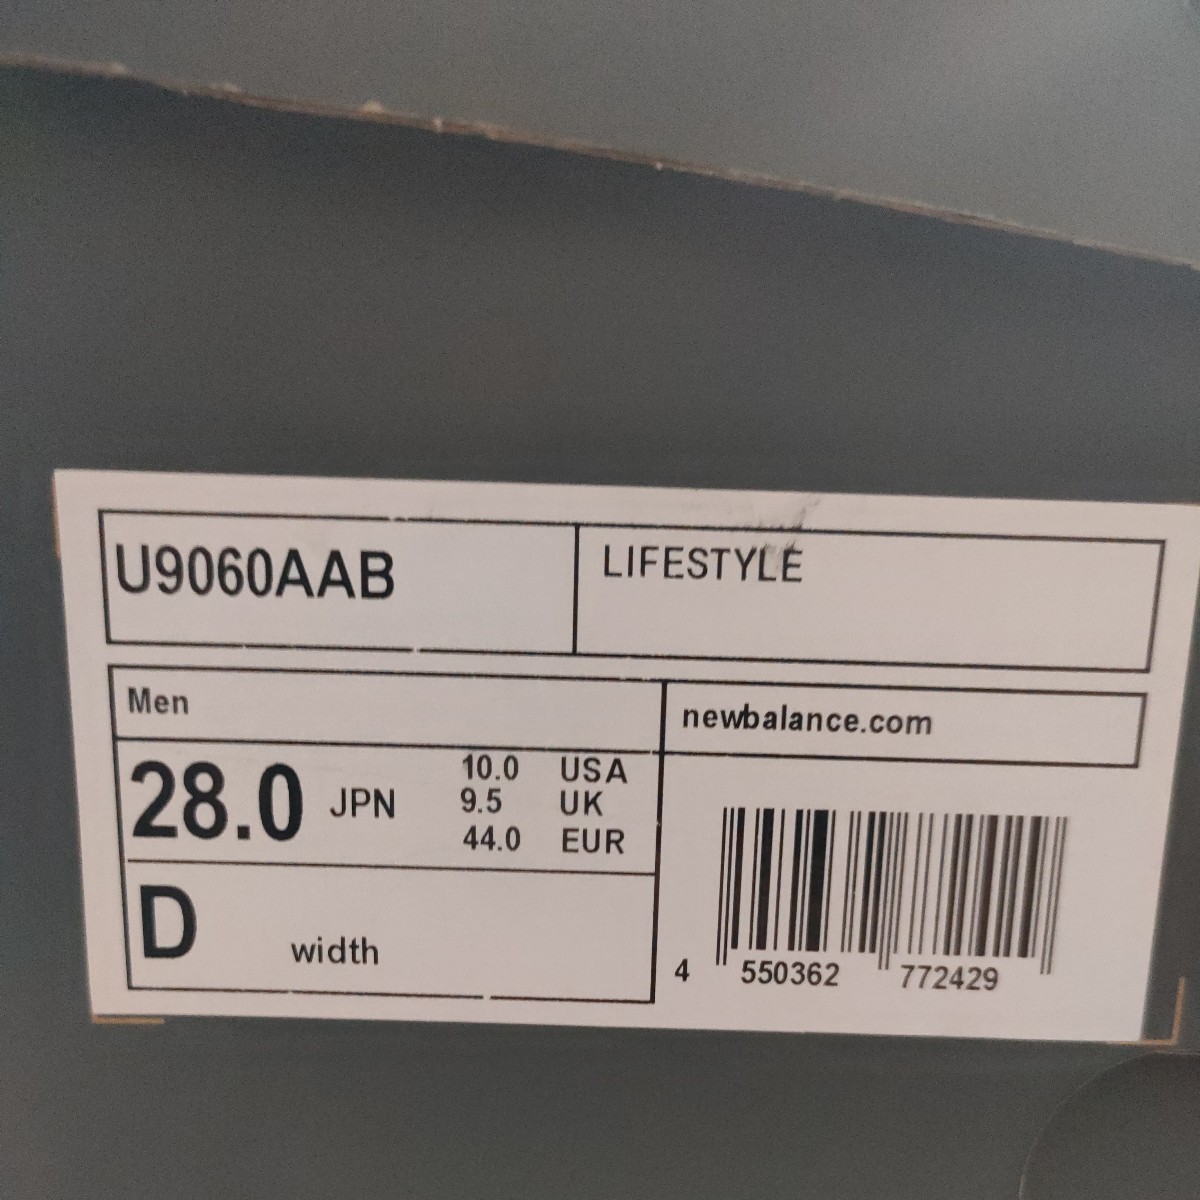 U9060AAB
LIFESTYLE
Men
newbalance.com
28.0 JPN
10.0 USA
9.5 UK
44.0 EUR
D width
4 550362 772429